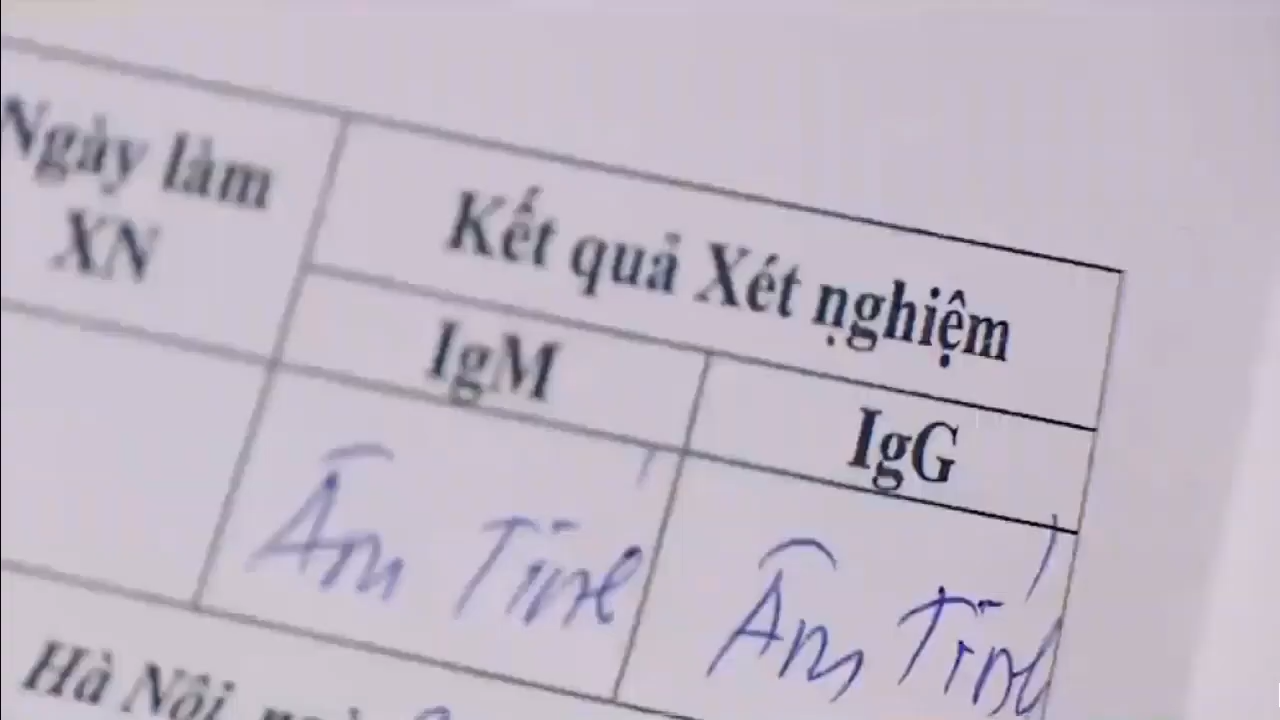 Ngày làm
XN
Kết quả Xét nghiệm
IgM
IgG
Âm Tính
Âm Tính
Hà Nội,